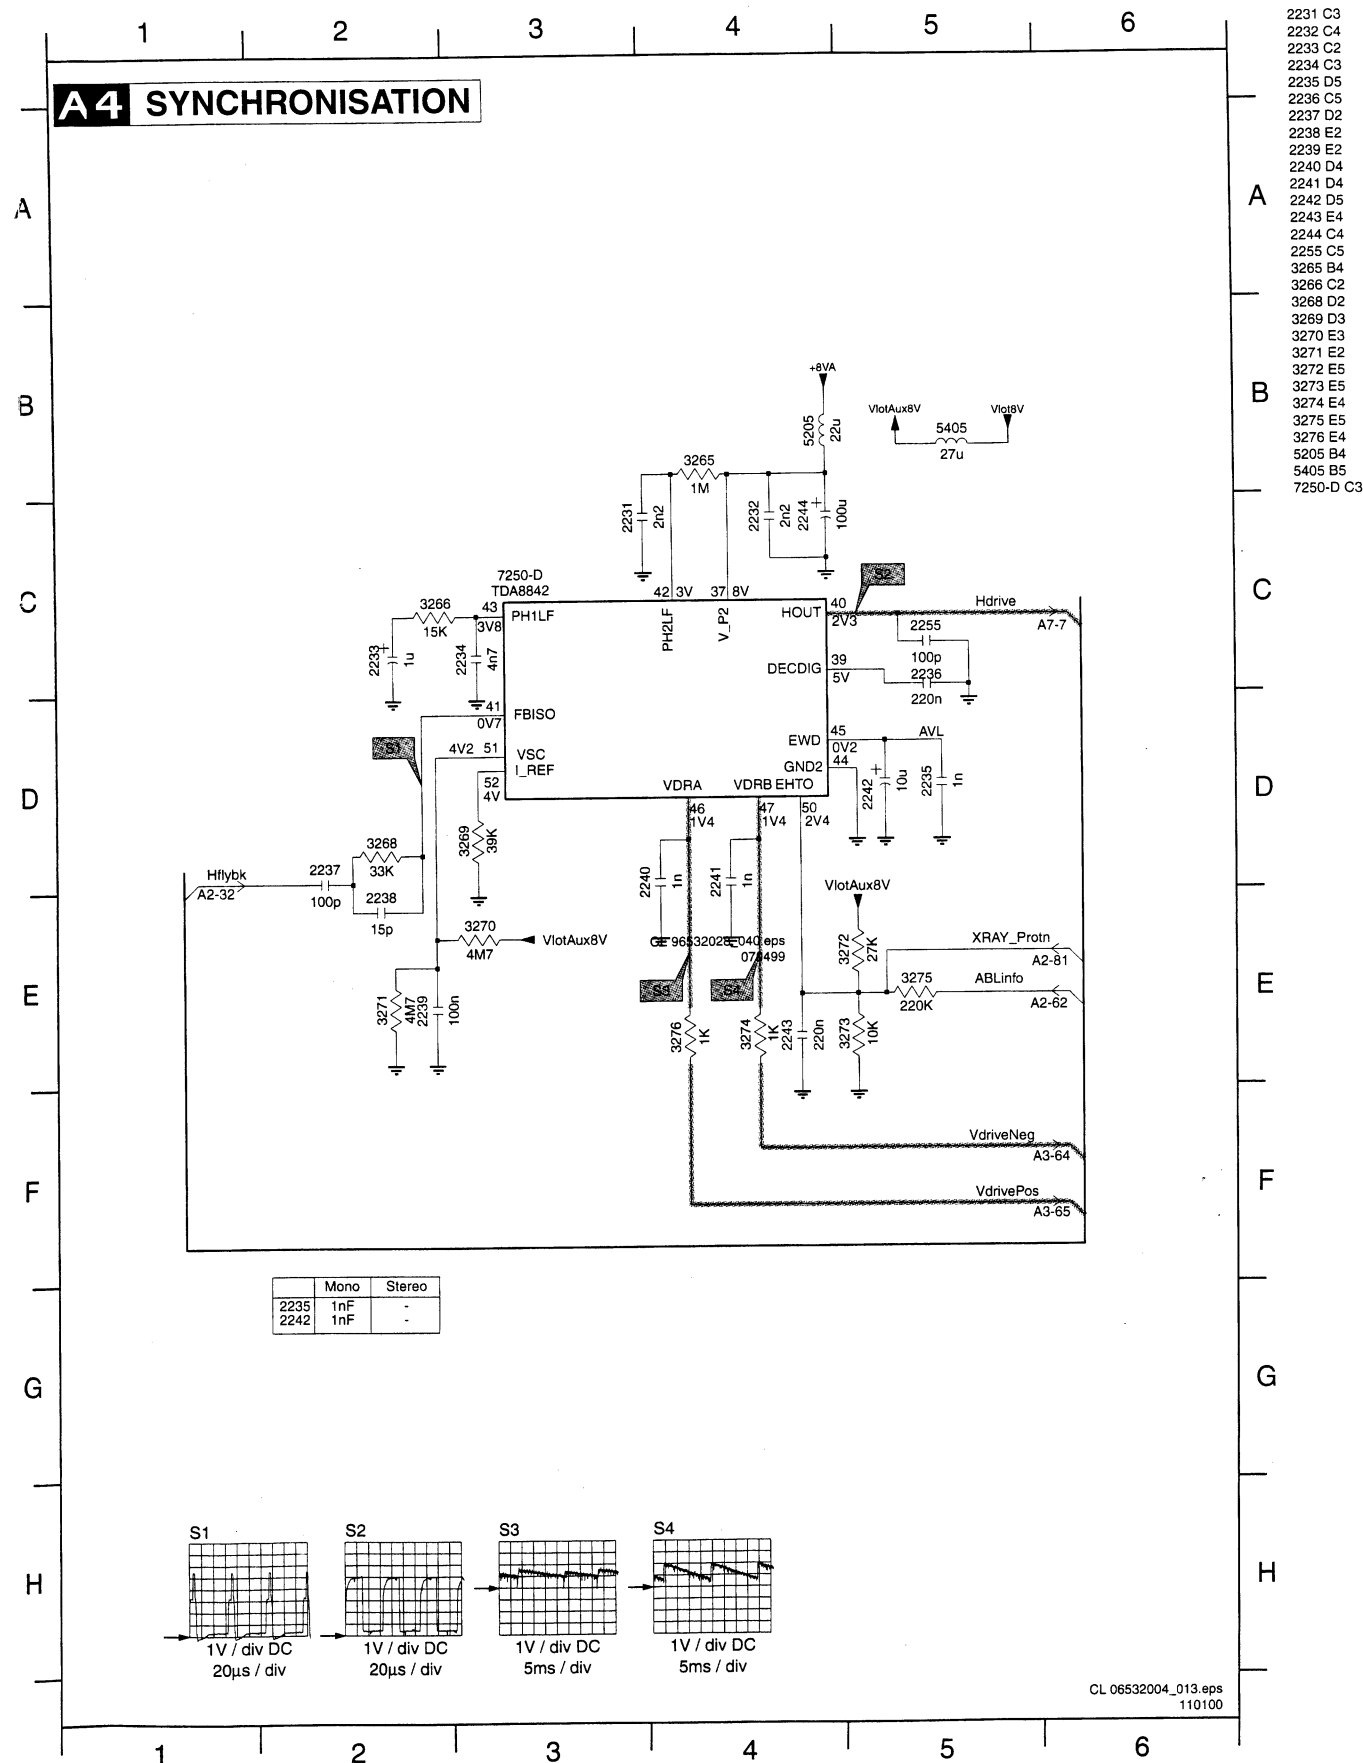 1 2 3 4 5 6
A4 SYNCHRONISATION
2231 C3
2232 C4
2233 C2
2234 C3
2235 D5
2236 C5
2237 D2
2238 E2
2239 E2
2240 D4
2241 D4
2242 D5
2243 E4
2244 C4
2255 C5
3265 B4
3266 C2
3268 D2
3269 D3
3270 E3
3271 E2
3272 E5
3273 E5
3274 E4
3275 E5
3276 E4
5205 B4
5405 B5
7250-D C3
A A
B B
C C
D D
E E
F F
G G
H H
+8VA
5205
22u
VlotAux8V
Vlot8V
5405
27u
3265
1M
2231
2n2
2232
2n2
2244
+
100u
7250-D
TDA8842
42 3V
37 8V
S2
3266
15K
43
3V8
PH1LF
PH2LF
V_P2
HOUT
40
2V3
Hdrive
A7-7
2233
+
1u
2234
4n7
2255
100p
DECDIG
39
5V
2236
220n
41
0V7
FBISO
S1
4V2 51
VSC
I_REF
52
4V
EWD
45
0V2
AVL
GND2
44
2242
+
10u
2235
1n
VDRA
VDRB EHTO
46
1V4
47
1V4
50
2V4
3269
39K
3268
33K
Hflybk
A2-32
2237
100p
2238
15p
2240
1n
2241
1n
VlotAux8V
3270
4M7
VlotAux8V
3272
27K
XRAY_Protn
A2-81
3275
220K
ABLinfo
A2-62
S3
S4
3271
4M7
2239
100n
3276
1K
3274
1K
2243
220n
3273
10K
VdriveNeg
A3-64
VdrivePos
A3-65
Mono Stereo
2235 1nF -
2242 1nF -
S1 S2 S3 S4
1V / div DC 1V / div DC 1V / div DC 1V / div DC
20µs / div 20µs / div 5ms / div 5ms / div
CL 06532004_013.eps
110100
1 2 3 4 5 6